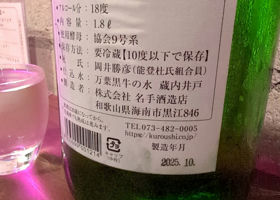 アルコール分：18度
内容量：1.8ℓ
使用酵母：協会9号系
保存方法：要冷蔵【10度以下で保存】
杜氏：岡井勝彦（能登杜氏組合員）
仕込水：万葉黒牛の水 蔵内井戸
製造者：株式会社 名手酒造店
和歌山県海南市黒江846
TEL073-482-0005
https://kuroushi.co.jp/
製造年月
2025.10.